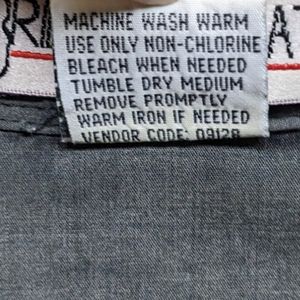 MACHINE WASH WARM
USE ONLY NON-CHLORINE
BLEACH WHEN NEEDED
TUMBLE DRY MEDIUM
REMOVE PROMPTLY
WARM IRON IF NEEDED
VENDOR CODE: 09128